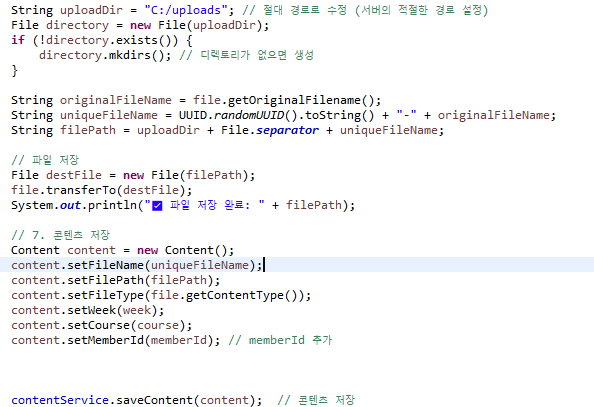 String uploadDir = "C:/uploads"; // 절대 경로로 수정 (서버의 적절한 경로 설정)
File directory = new File(uploadDir);
if (!directory.exists()) {
    directory.mkdirs(); // 디렉토리가 없으면 생성
}

String originalFileName = file.getOriginalFilename();
String uniqueFileName = UUID.randomUUID().toString() + "-" + originalFileName;
String filePath = uploadDir + File.separator + uniqueFileName;

// 파일 저장
File destFile = new File(filePath);
file.transferTo(destFile);
System.out.println("✅ 파일 저장 완료: " + filePath);

// 7. 콘텐츠 저장
Content content = new Content();
content.setFileName(uniqueFileName);
content.setFilePath(filePath);
content.setFileType(file.getContentType());
content.setWeek(week);
content.setCourse(course);
content.setMemberId(memberId); // memberId 추가

contentService.saveContent(content);  // 콘텐츠 저장